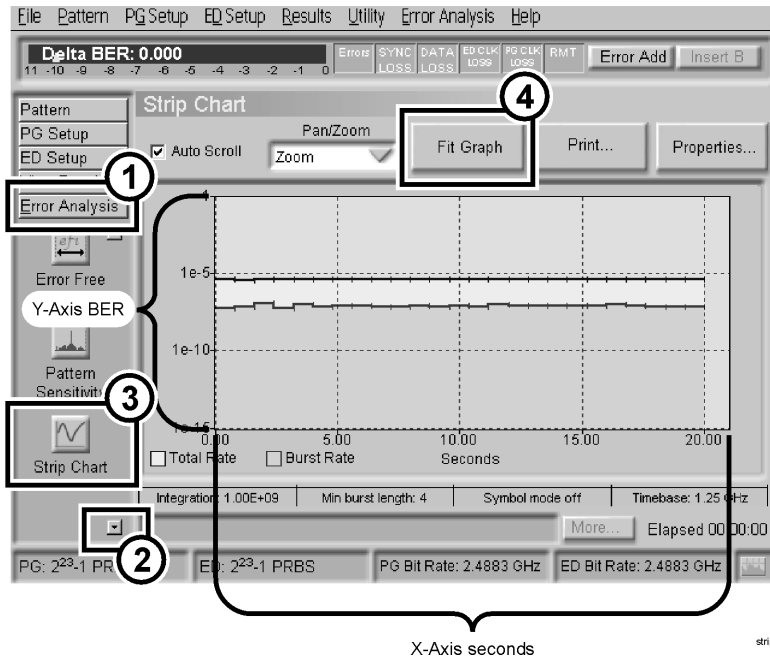 File Pattern PG Setup ED Setup Results Utility Error Analysis Help
Delta BER: 0.000
11 -10 -9 -8 -7 -6 -5 -4 -3 -2 -1 0
Errors
SYNC LOSS
DATA LOSS
ED CLK LOSS
PG CLK LOSS
RMT
Error Add
Insert B
Pattern
PG Setup
ED Setup
Error Analysis
1
Strip Chart
Auto Scroll
Pan/Zoom
Zoom
Fit Graph
4
Print...
Properties...
efi
Error Free
Y-Axis BER
Pattern
3
Strip Chart
2
1
1e-5
1e-10
0.00 5.00 10.00 15.00 20.00
Total Rate Burst Rate Seconds
Integration: 1.00E+09 Min burst length: 4 Symbol mode off Timebase: 1.25 GHz
More... Elapsed 00:00:00
PG: 2²³-1 PR ED: 2²³-1 PRBS PG Bit Rate: 2.4883 GHz ED Bit Rate: 2.4883 GHz
X-Axis seconds
stri